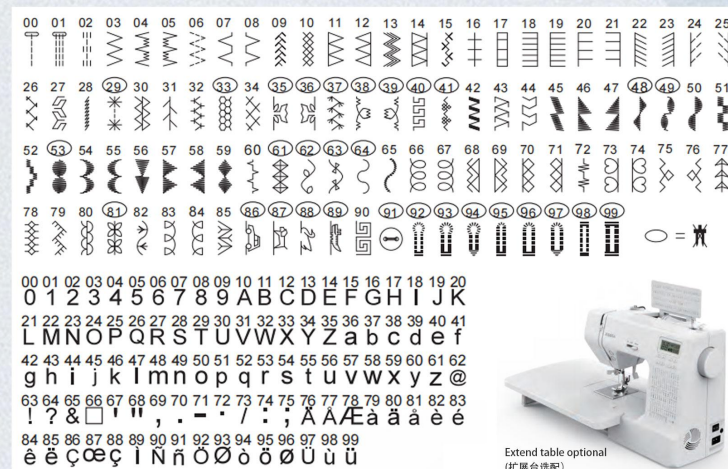 00 01 02 03 04 05 06 07 08 09 10 11 12 13 14 15 16 17 18 19 20 21 22 23 24 25
26 27 28 29 30 31 32 33 34 35 36 37 38 39 40 41 42 43 44 45 46 47 48 49 50 51
52 53 54 55 56 57 58 59 60 61 62 63 64 65 66 67 68 69 70 71 72 73 74 75 76 77
78 79 80 81 82 83 84 85 86 87 88 89 90 91 92 93 94 95 96 97 98 99 =
00 01 02 03 04 05 06 07 08 09 10 11 12 13 14 15 16 17 18 19 20
0 1 2 3 4 5 6 7 8 9 A B C D E F G H I J K
21 22 23 24 25 26 27 28 29 30 31 32 33 34 35 36 37 38 39 40 41
L M N O P Q R S T U V W X Y Z a b c d e f
42 43 44 45 46 47 48 49 50 51 52 53 54 55 56 57 58 59 60 61 62
g h i j k l m n o p q r s t u v w x y z @
63 64 65 66 67 68 69 70 71 72 73 74 75 76 77 78 79 80 81 82 83
! ? & □ ' " , . - · / : ; Ä Å Æ à ä å è é
84 85 86 87 88 89 90 91 92 93 94 95 96 97 98 99
ê ë Ç œ ç Ì Ñ ñ Ö Ø ò ö ø Ü ù ü
Extend table optional
(扩展台选配)